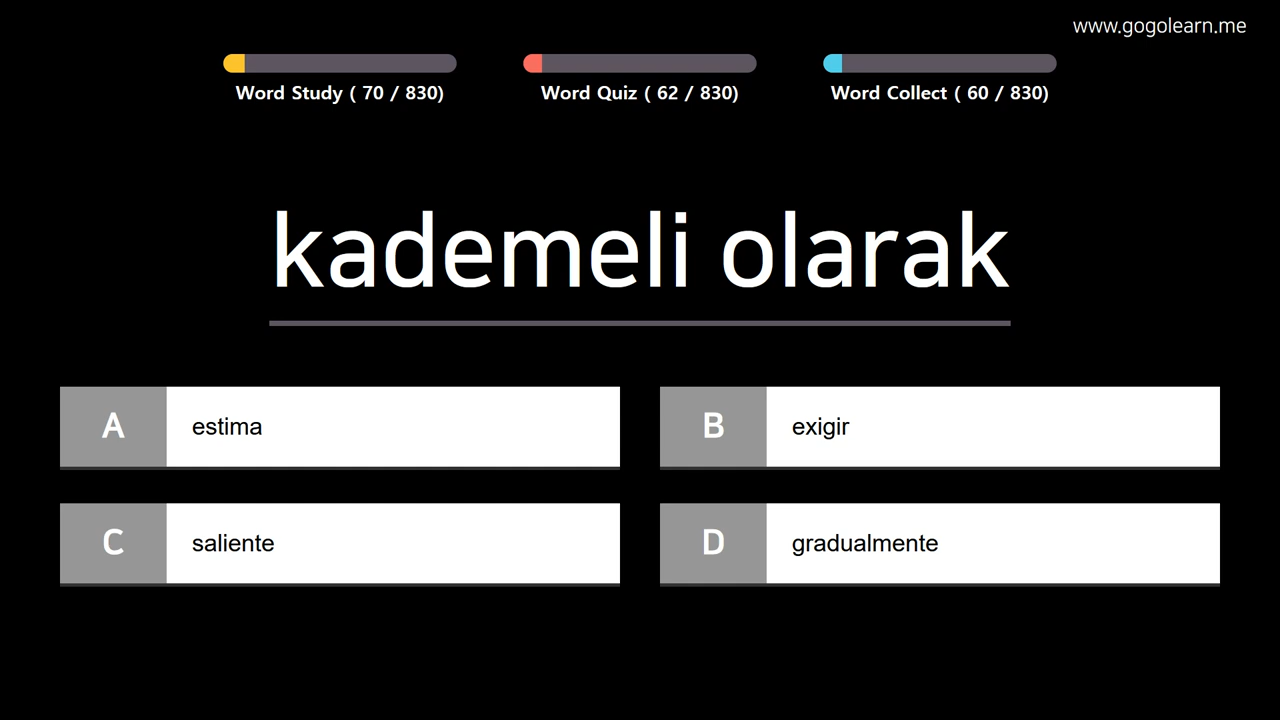 www.gogolearn.me
Word Study ( 70 / 830)
Word Quiz ( 62 / 830)
Word Collect ( 60 / 830)
kademeli olarak
A estima
B exigir
C saliente
D gradualmente